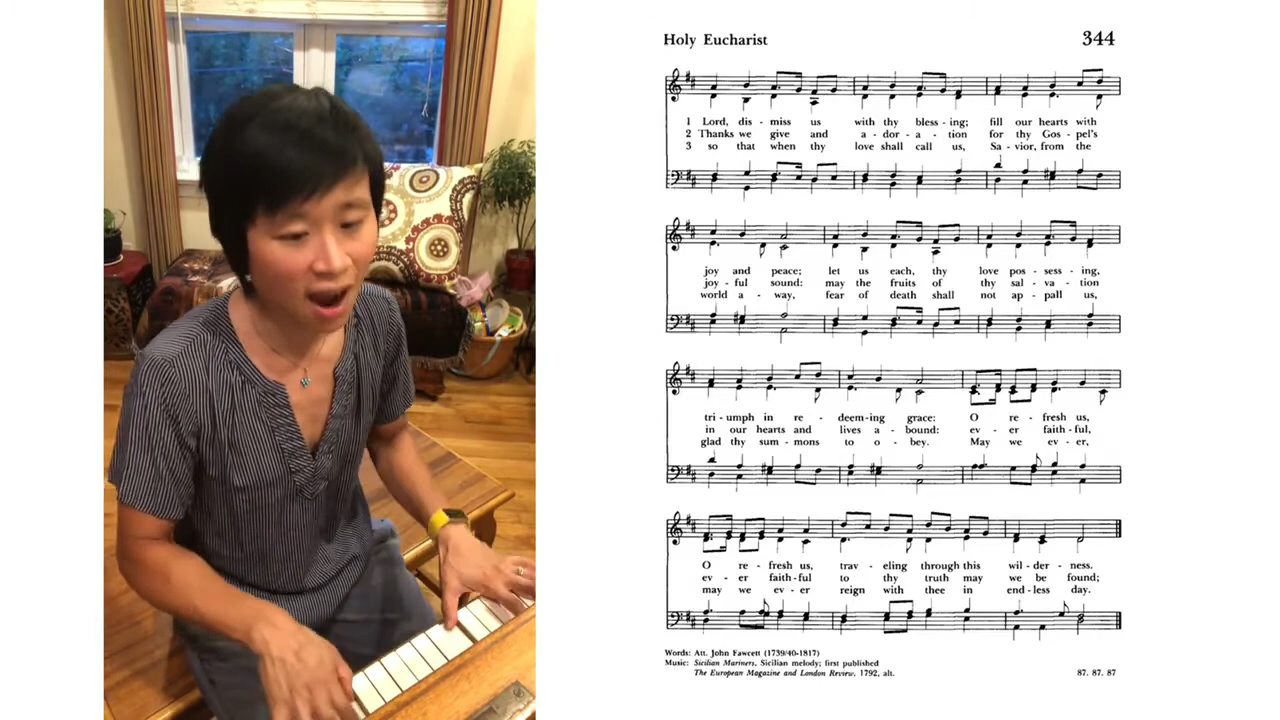 Holy Eucharist 344
1 Lord, dis - miss us with thy bless - ing; fill our hearts with
2 Thanks we give and a - dor - a - tion for thy Gos - pel's
3 so that when thy love shall call us, Sa - vior, from the
joy and peace; let us each, thy love pos - sess - ing,
joy - ful sound: may the fruits of thy sal - va - tion
world a - way, fear of death shall not ap - pall us,
tri - umph in re - deem - ing grace: O re - fresh us,
in our hearts and lives a - bound: ev - er faith - ful,
glad thy sum - mons to o - bey. May we ev - er,
O re - fresh us, trav - eling through this wil - der - ness.
ev - er faith - ful to thy truth may we be found;
may we ev - er reign with thee in end - less day.
Words: Att. John Fawcett (1739/40-1817)
Music: Sicilian Mariners, Sicilian melody; first published
The European Magazine and London Review, 1792, alt. 87. 87. 87